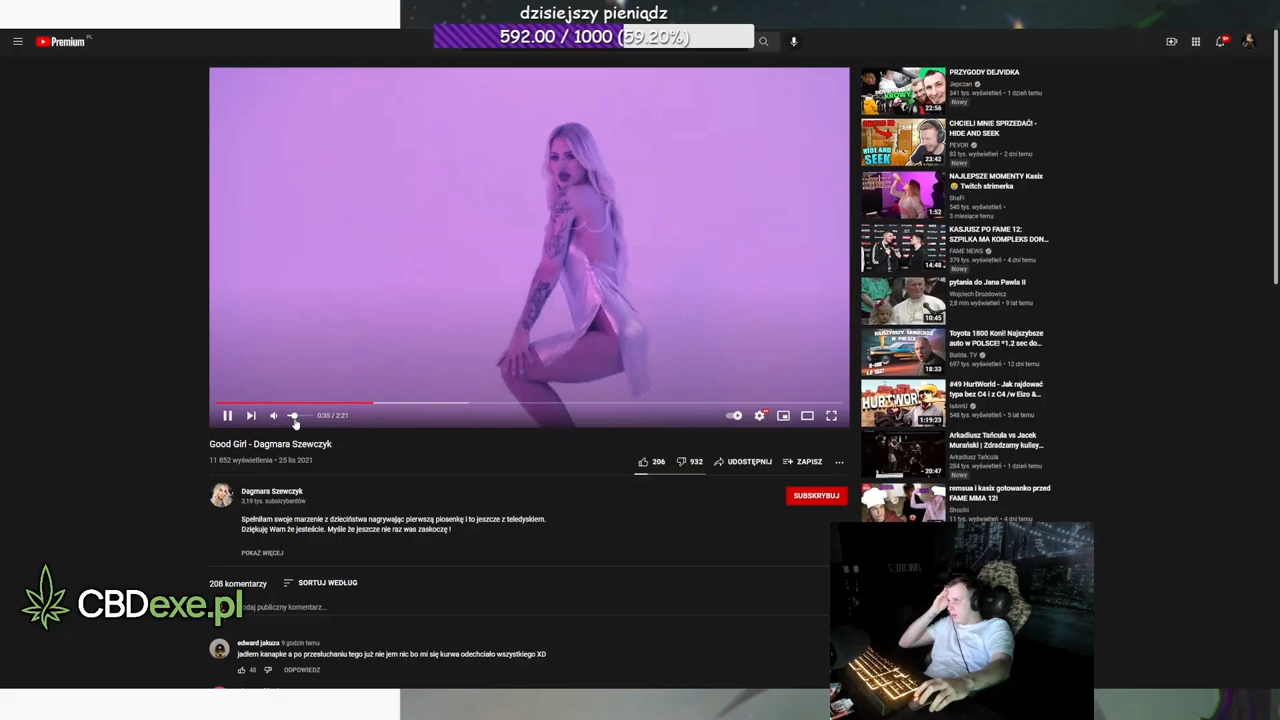 dzisiejszy pieniądz
592.00 / 1000 (59.20%)
Premium PL
9+
PRZYGODY DEJVIDKA
Japczan
341 tys. wyświetleń • 1 dzień temu
Nowy
22:56
CHCIELI MNIE SPRZEDAĆ! -
HIDE AND SEEK
PEVOR
83 tys. wyświetleń • 2 dni temu
Nowy
HIDE AND
SEEK
23:42
NAJLEPSZE MOMENTY Kasix
Twitch strimerka
ShaFi
540 tys. wyświetleń •
3 miesiące temu
1:52
KASJUSZ PO FAME 12:
SZPILKA MA KOMPLEKS DON...
FAME NEWS
379 tys. wyświetleń • 4 dni temu
Nowy
14:48
pytania do Jana Pawła II
Wojciech Drozdowicz
2,8 mln wyświetleń • 9 lat temu
10:45
Toyota 1800 Koni! Najszybsze
auto w POLSCE! *1.2 sec do...
Budda. TV
697 tys. wyświetleń • 12 dni temu
18:33
#49 HurtWorld - Jak rajdować
typa bez C4 i z C4 /w Eizo &...
IsAmU
548 tys. wyświetleń • 5 lat temu
HURTWORLD
1:19:23
Arkadiusz Tańcula vs Jacek
Murański | Zdradzamy kulisy...
Arkadiusz Tańcula
284 tys. wyświetleń • 1 dzień temu
Nowy
20:47
remsua i kasix gotowanko przed
FAME MMA 12!
Shociki
0:35 / 2:21
Good Girl - Dagmara Szewczyk
11 852 wyświetlenia • 25 lis 2021
206
932
UDOSTĘPNIJ
ZAPISZ
Dagmara Szewczyk
3,19 tys. subskrybentów
SUBSKRYBUJ
Spełniłam swoje marzenie z dzieciństwa nagrywając pierwszą piosenkę i to jeszcze z teledyskiem.
Dziękuję Wam że jesteście. Myśle że jeszcze nie raz was zaskoczę !
POKAŻ WIĘCEJ
208 komentarzy
SORTUJ WEDŁUG
CBDexe.pl
daj publiczny komentarz...
edward jakuza 9 godzin temu
jadłem kanapke a po przesłuchaniu tego już nie jem nic bo mi się kurwa odechciało wszystkiego XD
48
ODPOWIEDZ